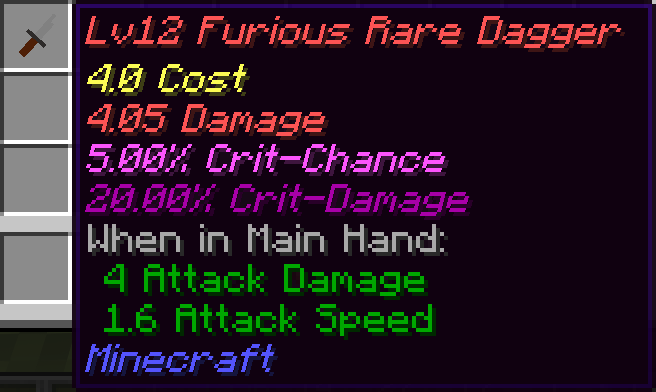 Lv12 Furious Rare Dagger
4.0 Cost
4.05 Damage
5.00% Crit-Chance
20.00% Crit-Damage
When in Main Hand:
4 Attack Damage
1.6 Attack Speed
Minecraft